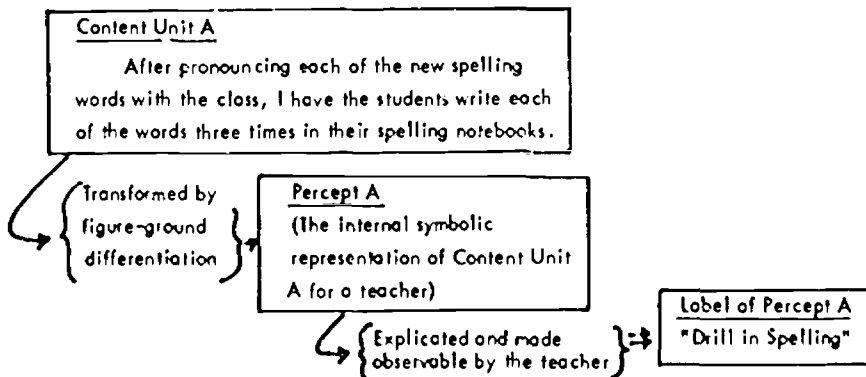 Content Unit A
After pronouncing each of the new spelling
words with the class, I have the students write each
of the words three times in their spelling notebooks.
Transformed by
figure-ground
differentiation
Percept A
(The internal symbolic
representation of Content Unit
A for a teacher)
Explicated and made
observable by the teacher
Label of Percept A
"Drill in Spelling"